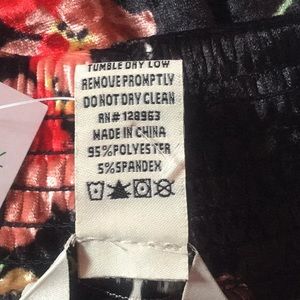 TUMBLE DRY LOW
REMOVE PROMPTLY
DO NOT DRY CLEAN
RN# 128963
MADE IN CHINA
95% POLYESTER
5% SPANDEX